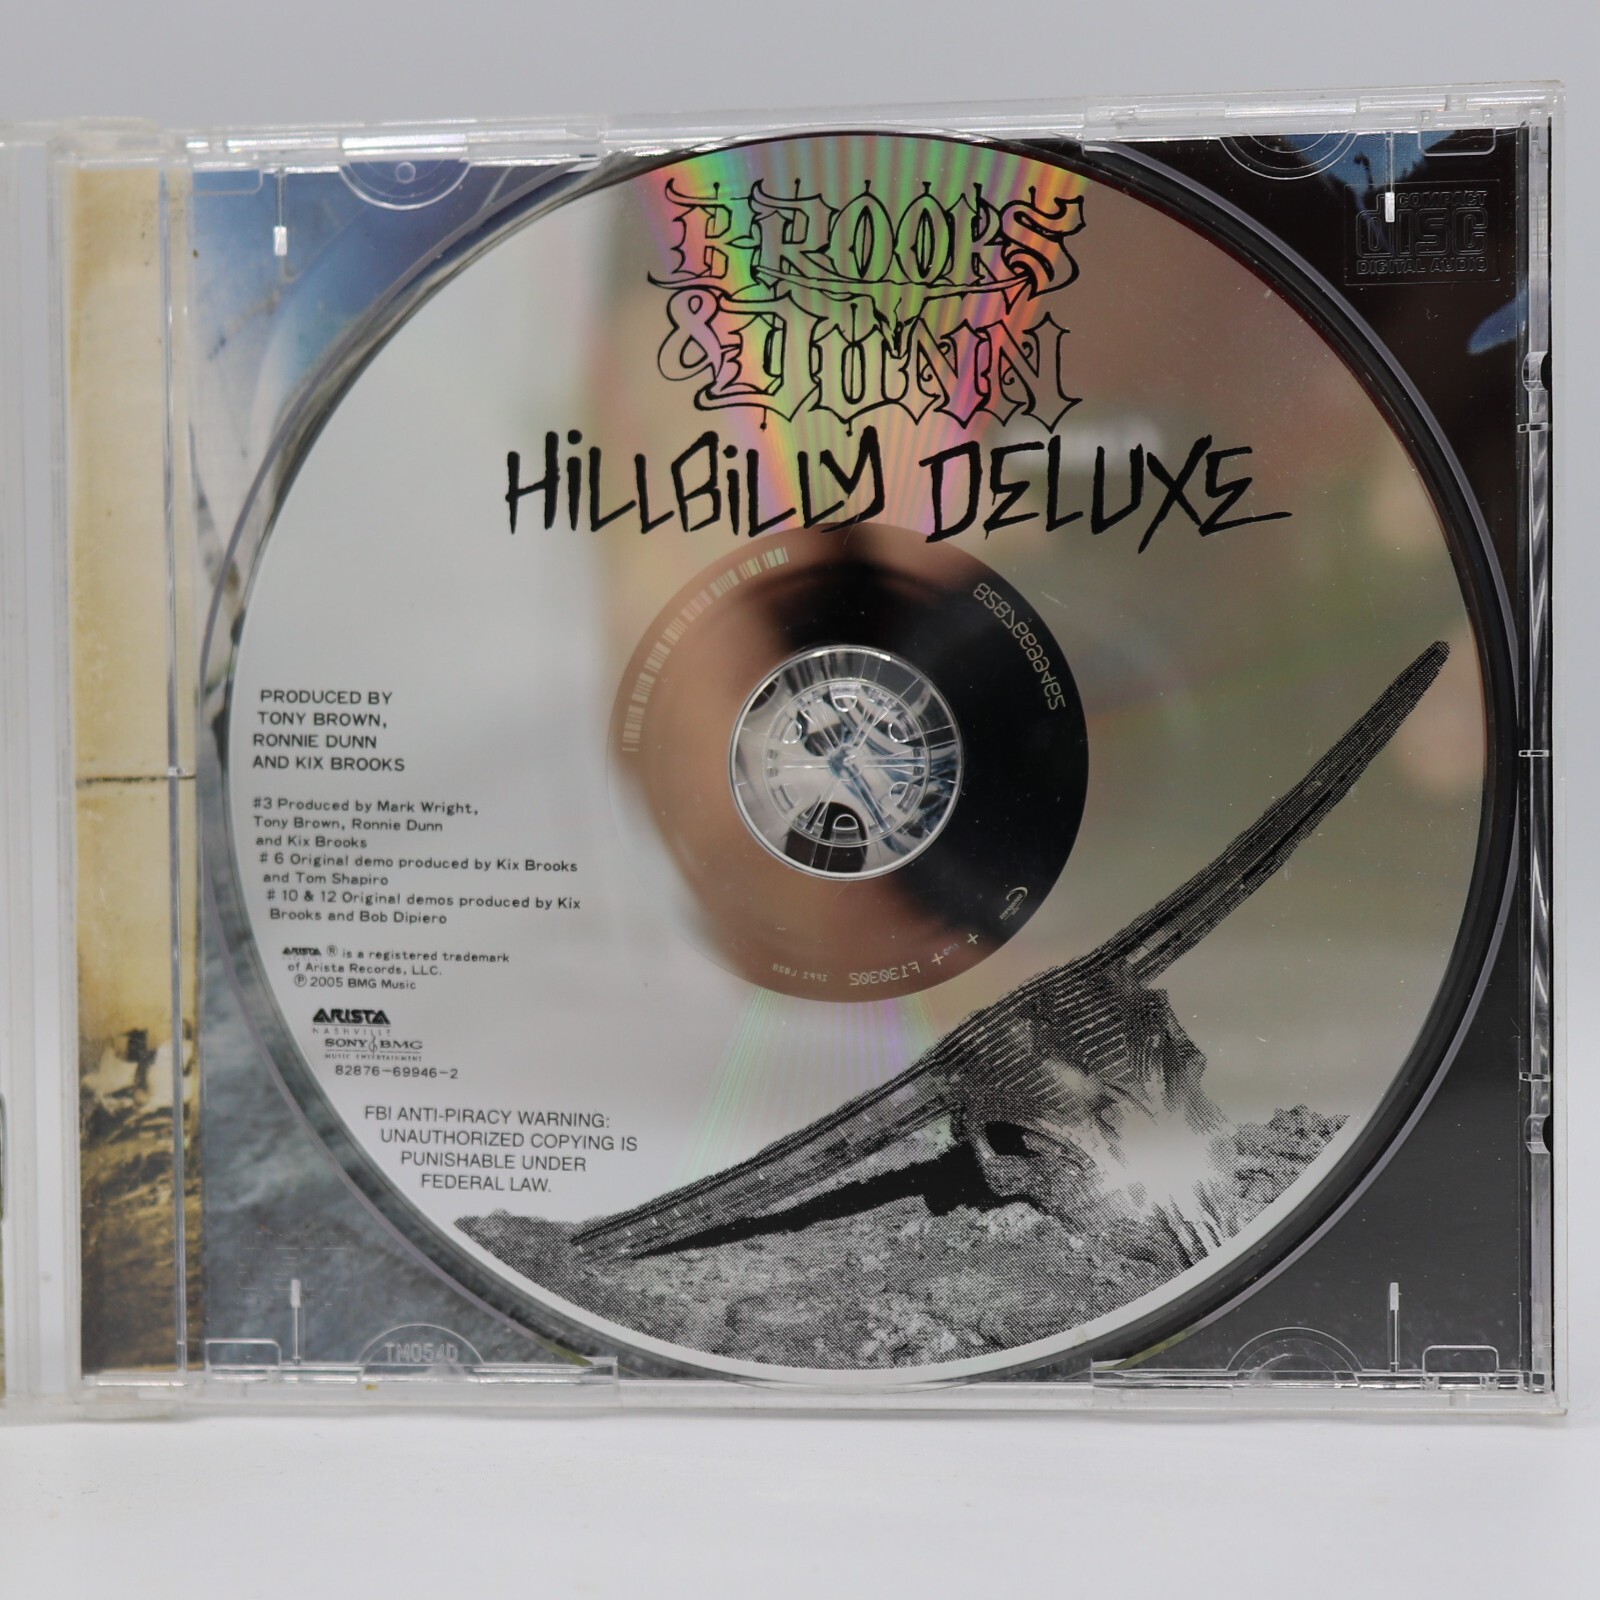 BROOKS
& DUNN
HiLLBiLLY DELUXE
COMPACT
disc
DIGITAL AUDIO
PRODUCED BY
TONY BROWN,
RONNIE DUNN
AND KIX BROOKS
#3 Produced by Mark Wright,
Tony Brown, Ronnie Dunn
and Kix Brooks
# 6 Original demo produced by Kix Brooks
and Tom Shapiro
# 10 & 12 Original demos produced by Kix
Brooks and Bob Dipiero
ARISTA ® is a registered trademark
of Arista Records, LLC.
℗ 2005 BMG Music
ARISTA
NASHVILLE
SONY BMG
MUSIC ENTERTAINMENT
82876-69946-2
FBI ANTI-PIRACY WARNING:
UNAUTHORIZED COPYING IS
PUNISHABLE UNDER
FEDERAL LAW.
F130302
TM054D